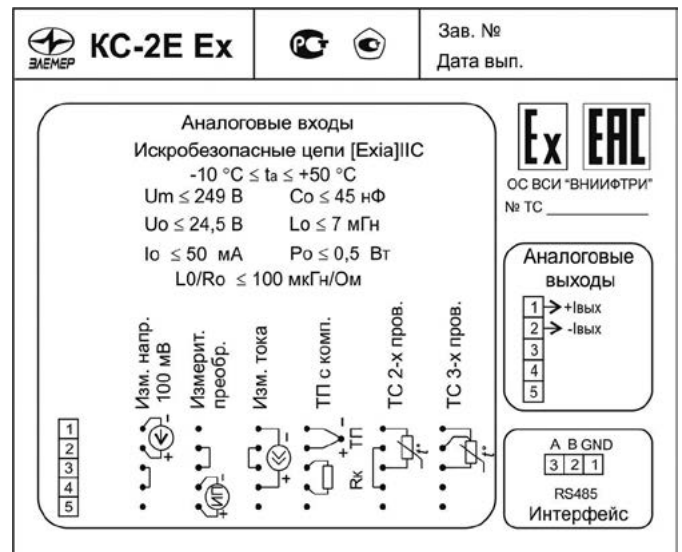 ЭЛЕМЕР
КС-2Е Ех
РСТ
С
Зав. №
Дата вып.
Аналоговые входы
Искробезопасные цепи [Exia]IIC
-10 °C ≤ ta ≤ +50 °C
Um ≤ 249 В Со ≤ 45 нФ
Uo ≤ 24,5 В Lo ≤ 7 мГн
Io ≤ 50 мА Ро ≤ 0,5 Вт
L0/Ro ≤ 100 мкГн/Ом
Изм. напр.
100 мВ
Измерит.
преобр.
Изм. тока
ТП с комп.
ТС 2-х пров.
ТС 3-х пров.
1
2
3
4
5
- +
ИП
- +
- + ТП
Rк
t°
t°
Ex ЕАС
ОС ВСИ "ВНИИФТРИ"
№ ТС
Аналоговые
выходы
1 +Iвых
2 -Iвых
3
4
5
A B GND
3 2 1
RS485
Интерфейс